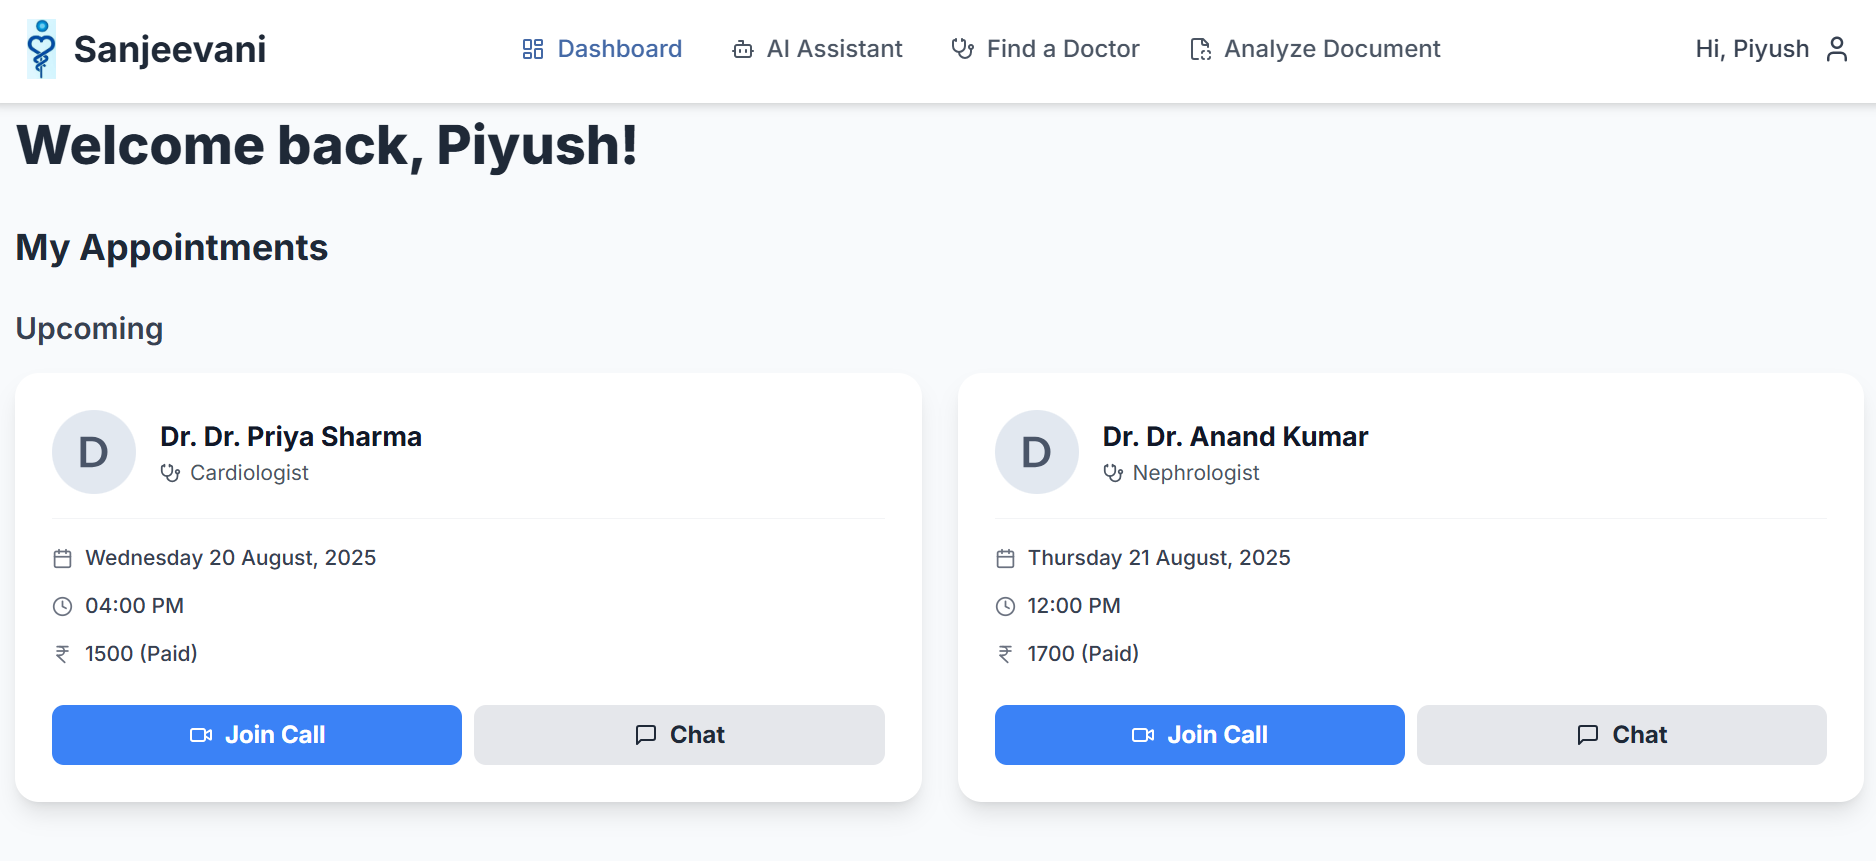 Sanjeevani
Dashboard
AI Assistant
Find a Doctor
Analyze Document
Hi, Piyush
Welcome back, Piyush!
My Appointments
Upcoming
D
Dr. Dr. Priya Sharma
Cardiologist
Wednesday 20 August, 2025
04:00 PM
₹ 1500 (Paid)
Join Call
Chat
D
Dr. Dr. Anand Kumar
Nephrologist
Thursday 21 August, 2025
12:00 PM
₹ 1700 (Paid)
Join Call
Chat